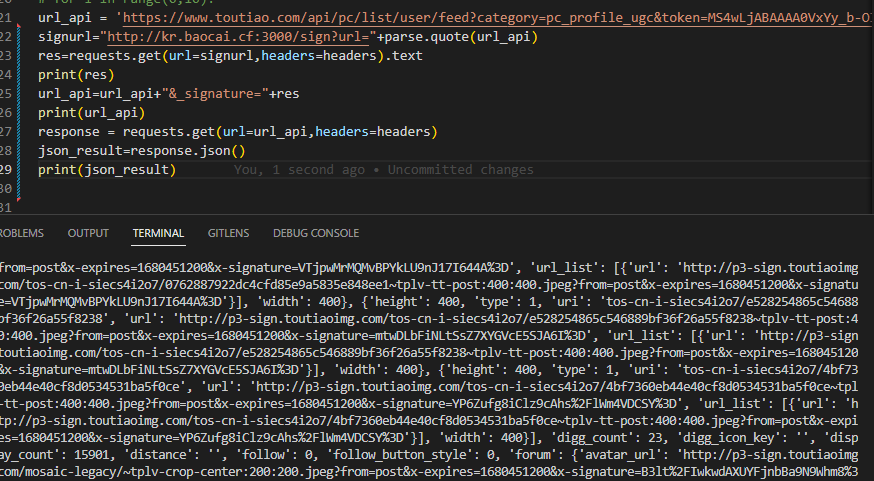 20 # for i in range(0,10):
21 url_api = 'https://www.toutiao.com/api/pc/list/user/feed?category=pc_profile_ugc&token=MS4wLjABAAAA0VxYy_b-O
22 signurl="http://kr.baocai.cf:3000/sign?url="+parse.quote(url_api)
23 res=requests.get(url=signurl,headers=headers).text
24 print(res)
25 url_api=url_api+"&_signature="+res
26 print(url_api)
27 response = requests.get(url=url_api,headers=headers)
28 json_result=response.json()
29 print(json_result) You, 1 second ago • Uncommitted changes
30
31
ROBLEMS OUTPUT TERMINAL GITLENS DEBUG CONSOLE
from=post&x-expires=1680451200&x-signature=VTjpwMrMQMvBPYkLU9nJ17I644A%3D', 'url_list': [{'url': 'http://p3-sign.toutiaoimg
com/tos-cn-i-siecs4i2o7/0762887922dc4cfd85e9a5835e848ee1~tplv-tt-post:400:400.jpeg?from=post&x-expires=1680451200&x-signatu
e=VTjpwMrMQMvBPYkLU9nJ17I644A%3D'}], 'width': 400}, {'height': 400, 'type': 1, 'uri': 'tos-cn-i-siecs4i2o7/e528254865c54688
bf36f26a55f8238', 'url': 'http://p3-sign.toutiaoimg.com/tos-cn-i-siecs4i2o7/e528254865c546889bf36f26a55f8238~tplv-tt-post:4
0:400.jpeg?from=post&x-expires=1680451200&x-signature=mtwDLbFiNLtSsZ7XYGVcE5SJA6I%3D', 'url_list': [{'url': 'http://p3-sign
toutiaoimg.com/tos-cn-i-siecs4i2o7/e528254865c546889bf36f26a55f8238~tplv-tt-post:400:400.jpeg?from=post&x-expires=168045120
&x-signature=mtwDLbFiNLtSsZ7XYGVcE5SJA6I%3D'}], 'width': 400}, {'height': 400, 'type': 1, 'uri': 'tos-cn-i-siecs4i2o7/4bf73
0eb44e40cf8d0534531ba5f0ce', 'url': 'http://p3-sign.toutiaoimg.com/tos-cn-i-siecs4i2o7/4bf7360eb44e40cf8d0534531ba5f0ce~tpl
-tt-post:400:400.jpeg?from=post&x-expires=1680451200&x-signature=YP6Zufg8iClz9cAhs%2FlWm4VDCSY%3D', 'url_list': [{'url': 'h
tp://p3-sign.toutiaoimg.com/tos-cn-i-siecs4i2o7/4bf7360eb44e40cf8d0534531ba5f0ce~tplv-tt-post:400:400.jpeg?from=post&x-expi
es=1680451200&x-signature=YP6Zufg8iClz9cAhs%2FlWm4VDCSY%3D'}], 'width': 400}], 'digg_count': 23, 'digg_icon_key': '', 'disp
ay_count': 15901, 'distance': '', 'follow': 0, 'follow_button_style': 0, 'forum': {'avatar_url': 'http://p3-sign.toutiaoimg
com/mosaic-legacy/~tplv-crop-center:200:200.jpeg?from=post&x-expires=1680451200&x-signature=B3lt%2FIwkwdAXUYFjnbBa9N9Whm8%3